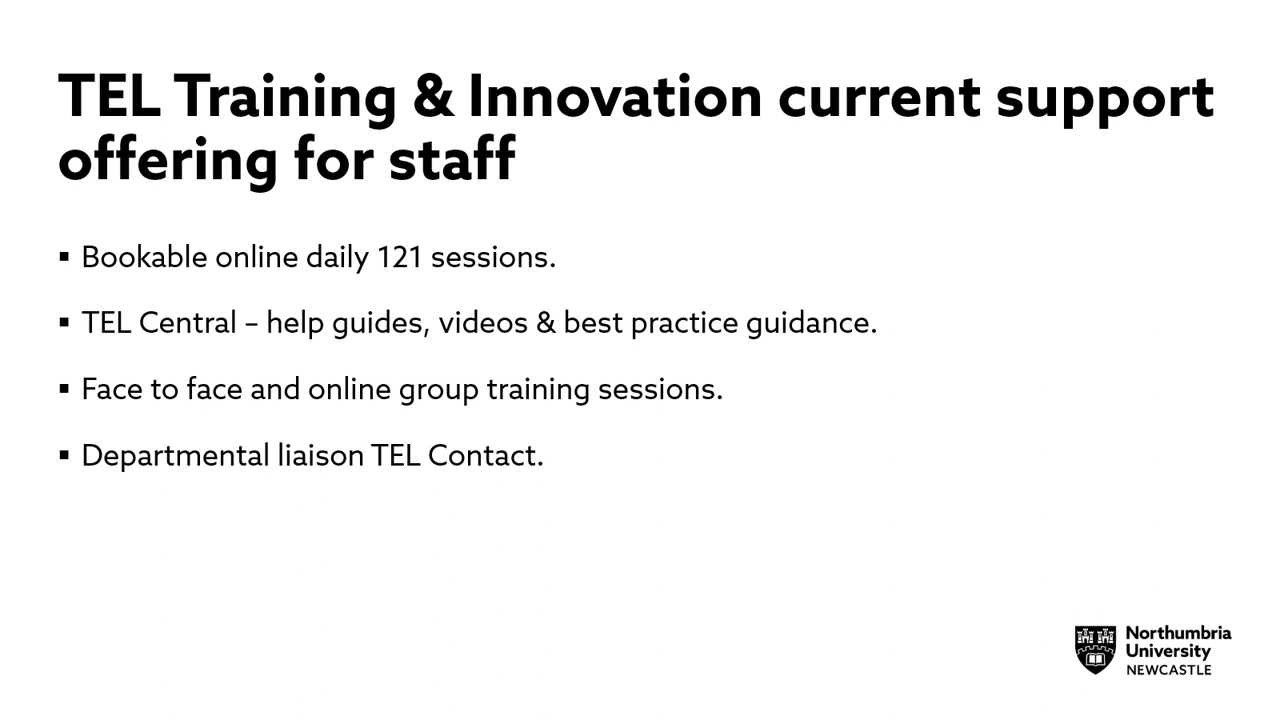 TEL Training & Innovation current support
offering for staff
▪ Bookable online daily 121 sessions.
▪ TEL Central – help guides, videos & best practice guidance.
▪ Face to face and online group training sessions.
▪ Departmental liaison TEL Contact.
Northumbria
University
NEWCASTLE